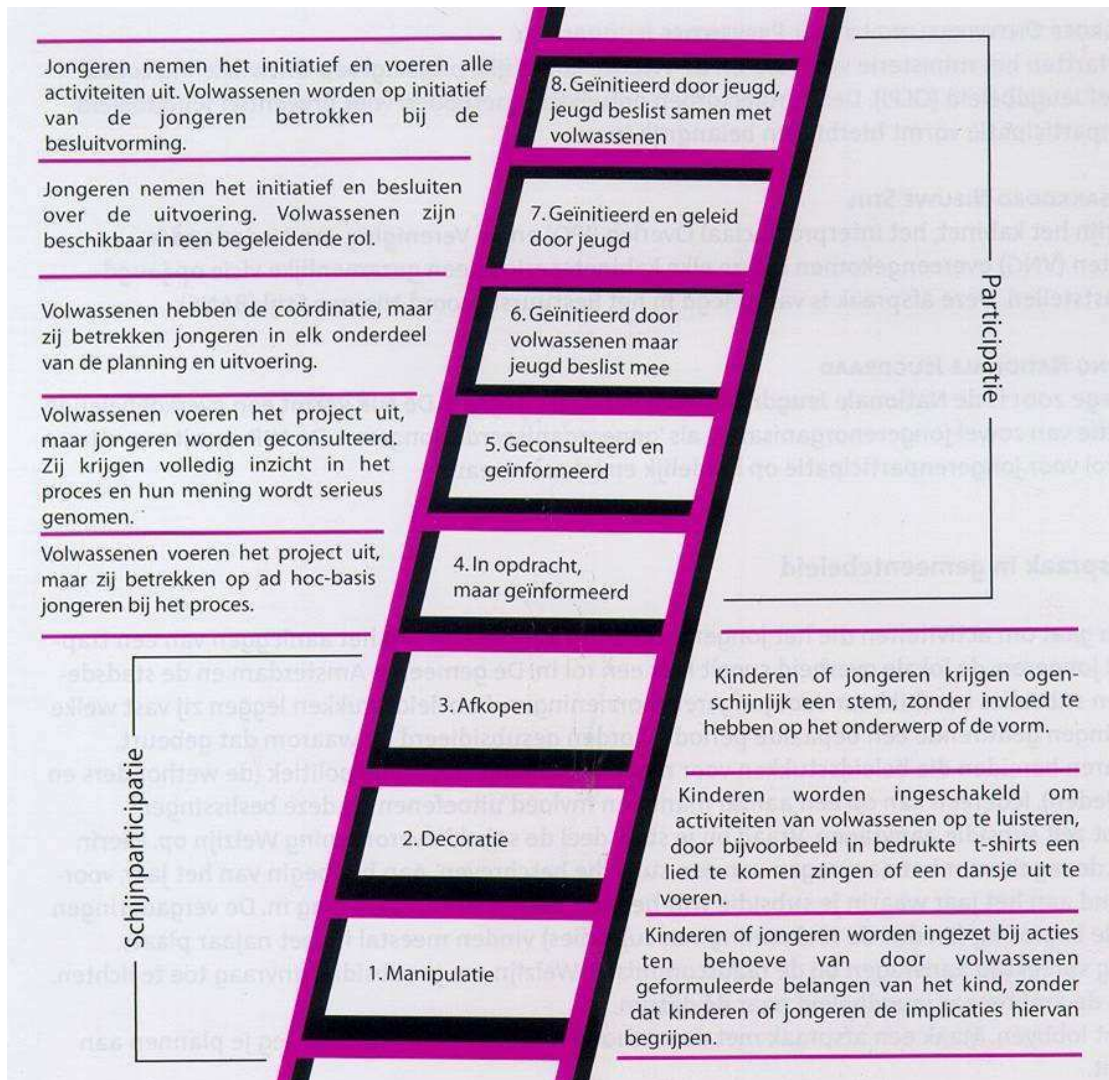 Jongeren nemen het initiatief en voeren alle
activiteiten uit. Volwassenen worden op initiatief
van de jongeren betrokken bij de
besluitvorming.
8. Geïnitieerd door jeugd,
jeugd beslist samen met
volwassenen
Jongeren nemen het initiatief en besluiten
over de uitvoering. Volwassenen zijn
beschikbaar in een begeleidende rol.
7. Geïnitieerd en geleid
door jeugd
Volwassenen hebben de coördinatie, maar
zij betrekken jongeren in elk onderdeel
van de planning en uitvoering.
6. Geïnitieerd door
volwassenen maar
jeugd beslist mee
Participatie
Volwassenen voeren het project uit,
maar jongeren worden geconsulteerd.
Zij krijgen volledig inzicht in het
proces en hun mening wordt serieus
genomen.
5. Geconsulteerd en
geïnformeerd
Volwassenen voeren het project uit,
maar zij betrekken op ad hoc-basis
jongeren bij het proces.
4. In opdracht,
maar geïnformeerd
3. Afkopen
Kinderen of jongeren krijgen ogen-
schijnlijk een stem, zonder invloed te
hebben op het onderwerp of de vorm.
Schijnparticipatie
2. Decoratie
Kinderen worden ingeschakeld om
activiteiten van volwassenen op te luisteren,
door bijvoorbeeld in bedrukte t-shirts een
lied te komen zingen of een dansje uit te
voeren.
1. Manipulatie
Kinderen of jongeren worden ingezet bij acties
ten behoeve van door volwassenen
geformuleerde belangen van het kind, zonder
dat kinderen of jongeren de implicaties hiervan
begrijpen.